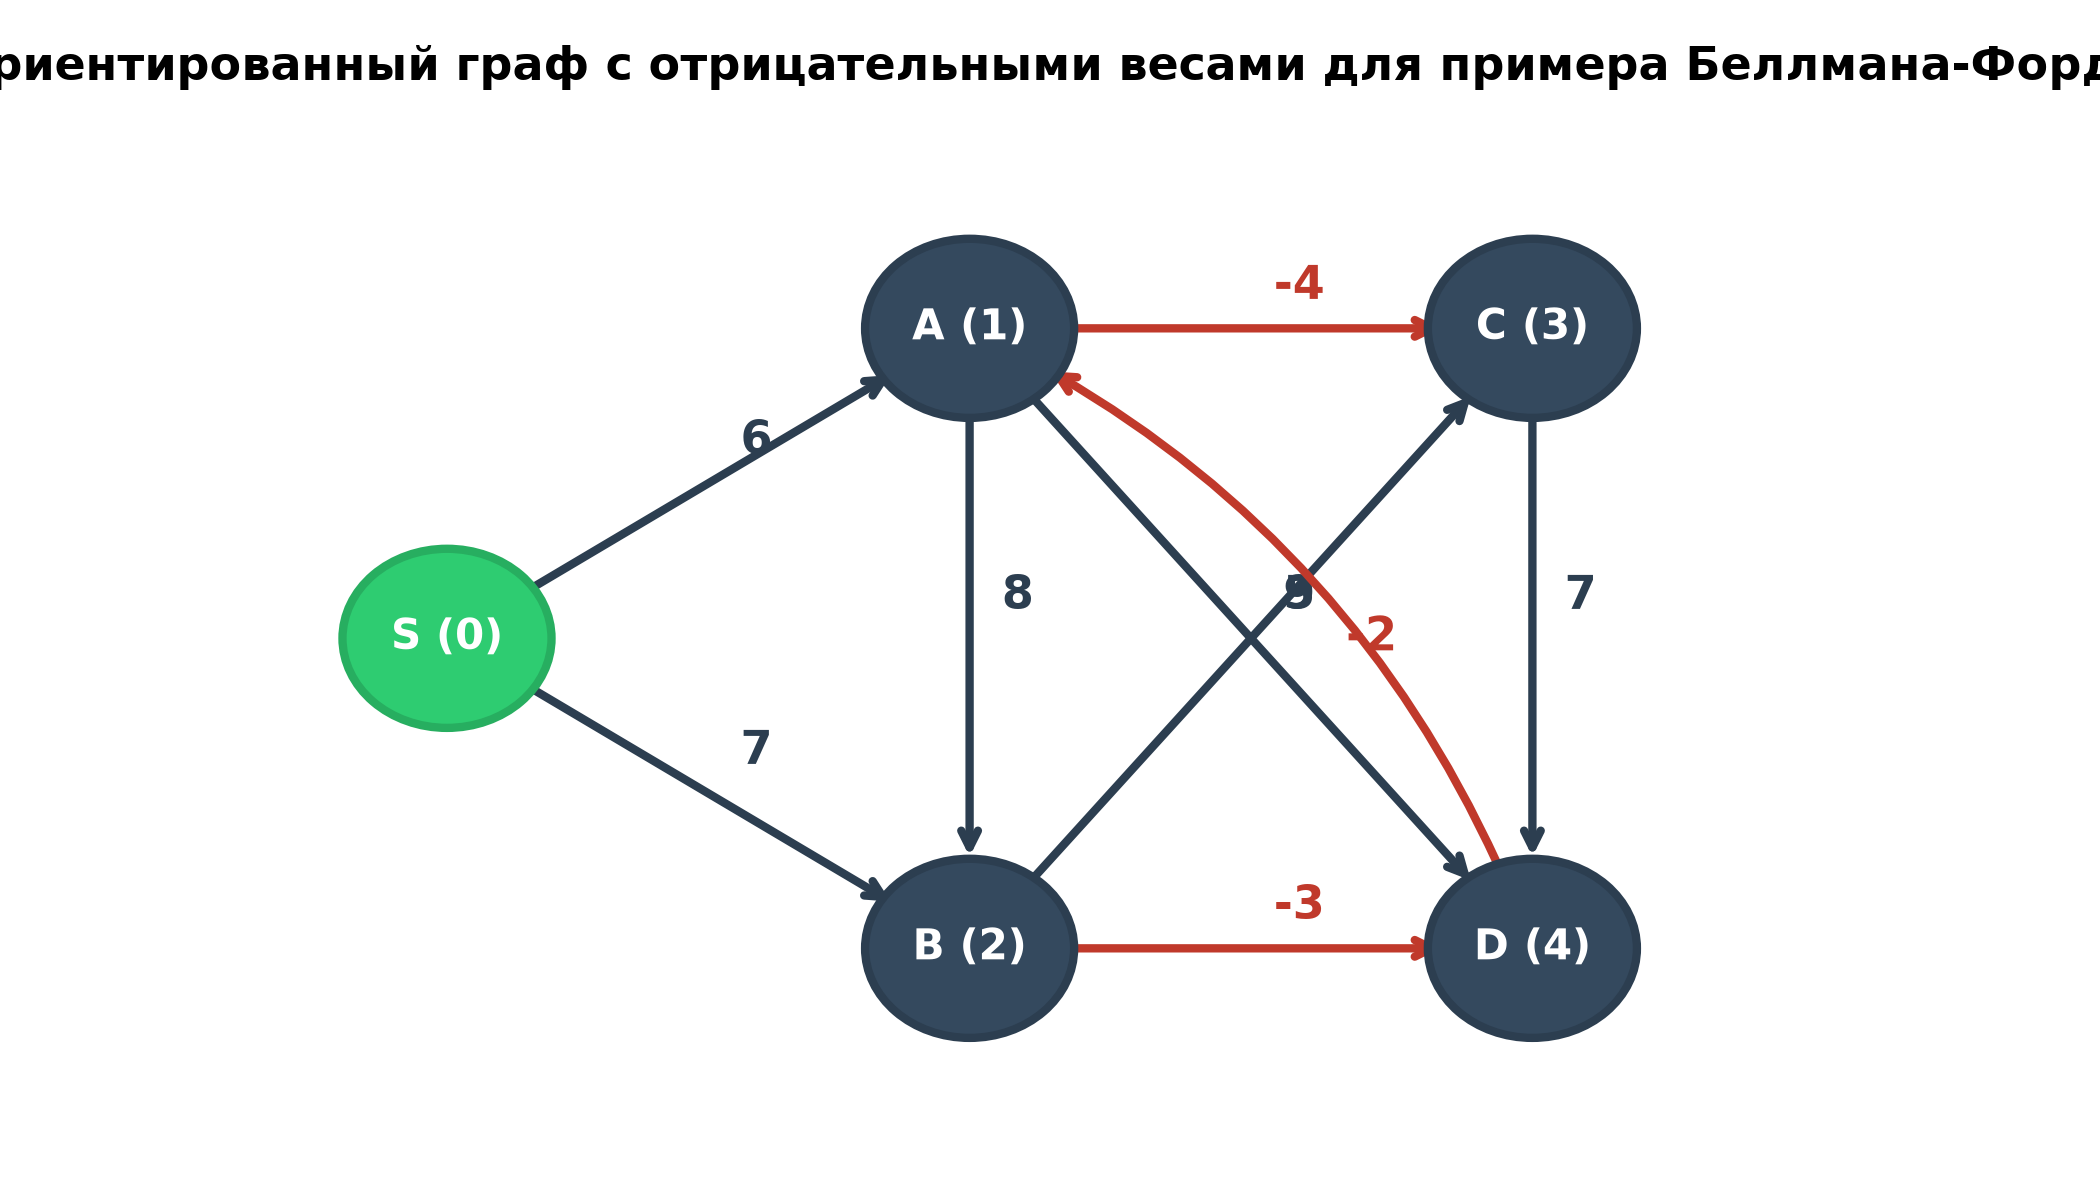 риентированный граф с отрицательными весами для примера Беллмана-Форд
-4
A (1)
C (3)
6
8
7
-2
S (0)
7
-3
B (2)
D (4)